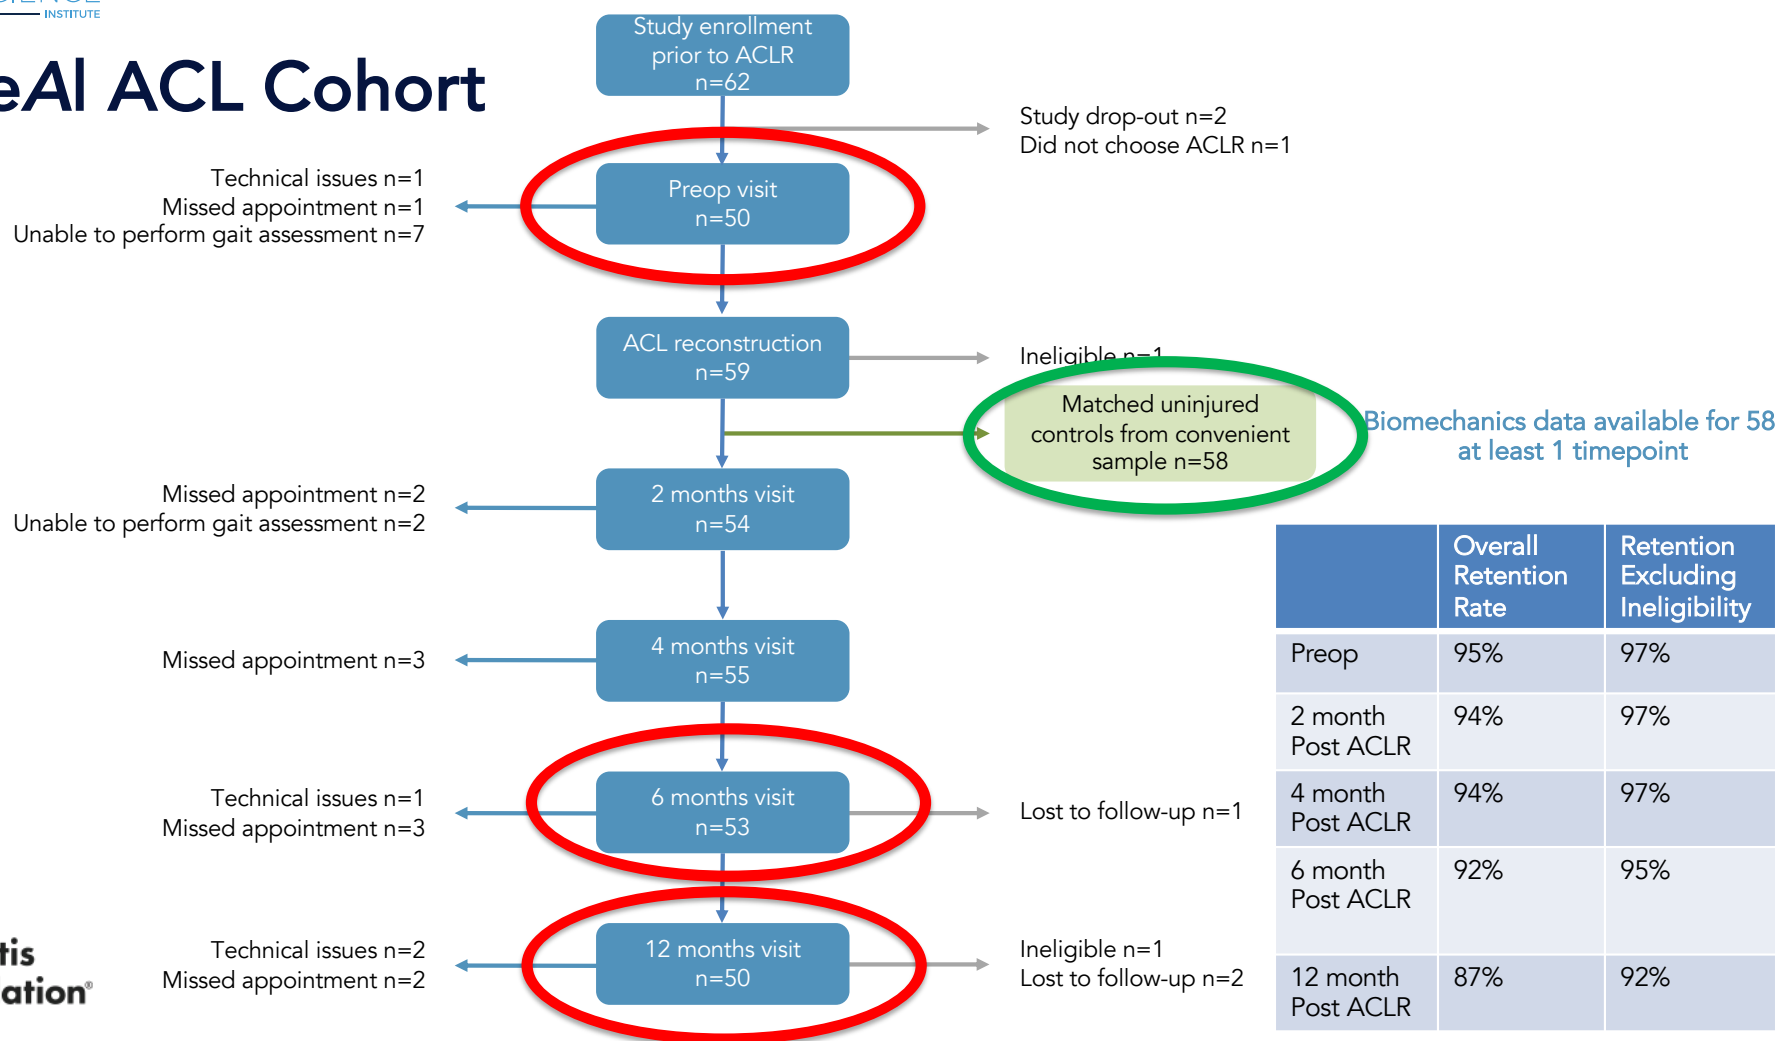 INSTITUTE
eAl ACL Cohort
Study enrollment
prior to ACLR
n=62
Study drop-out n=2
Did not choose ACLR n=1
Technical issues n=1
Missed appointment n=1
Unable to perform gait assessment n=7
Preop visit
n=50
ACL reconstruction
n=59
Ineligible n=1
Matched uninjured
controls from convenient
sample n=58
Biomechanics data available for 58
at least 1 timepoint
Missed appointment n=2
Unable to perform gait assessment n=2
2 months visit
n=54
Missed appointment n=3
4 months visit
n=55
Technical issues n=1
Missed appointment n=3
6 months visit
n=53
Lost to follow-up n=1
Technical issues n=2
Missed appointment n=2
12 months visit
n=50
Ineligible n=1
Lost to follow-up n=2
Overall
Retention
Rate
Retention
Excluding
Ineligibility
Preop 95% 97%
2 month
Post ACLR
94% 97%
4 month
Post ACLR
94% 97%
6 month
Post ACLR
92% 95%
12 month
Post ACLR
87% 92%
tis
lation®